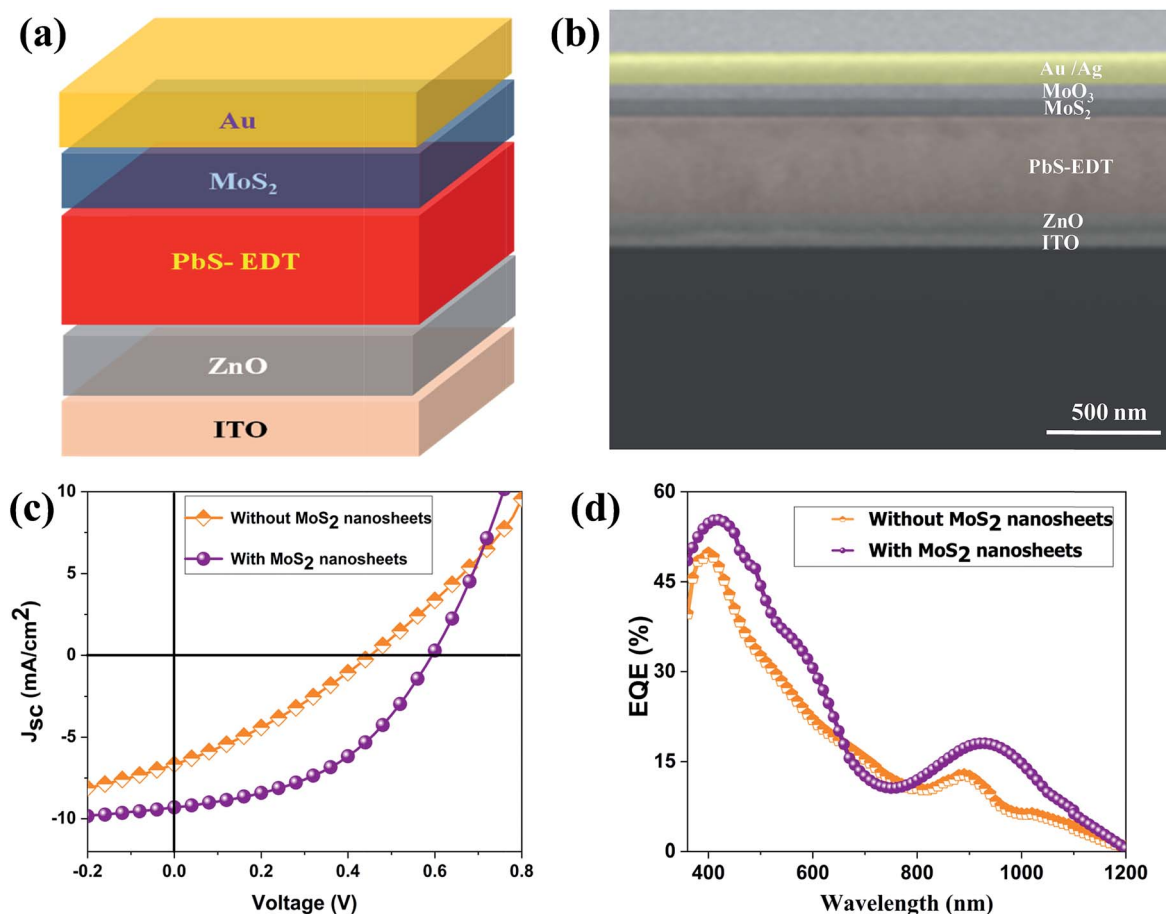 (a)
Au
MoS₂
PbS- EDT
ZnO
ITO
(b)
Au /Ag
MoO₃
MoS₂
PbS-EDT
ZnO
ITO
500 nm
(c)
Without MoS₂ nanosheets
With MoS₂ nanosheets
10
5
0
-5
-10
Jsc (mA/cm²)
-0.2 0.0 0.2 0.4 0.6 0.8
Voltage (V)
(d)
Without MoS₂ nanosheets
With MoS₂ nanosheets
60
45
30
15
0
EQE (%)
400 600 800 1000 1200
Wavelength (nm)